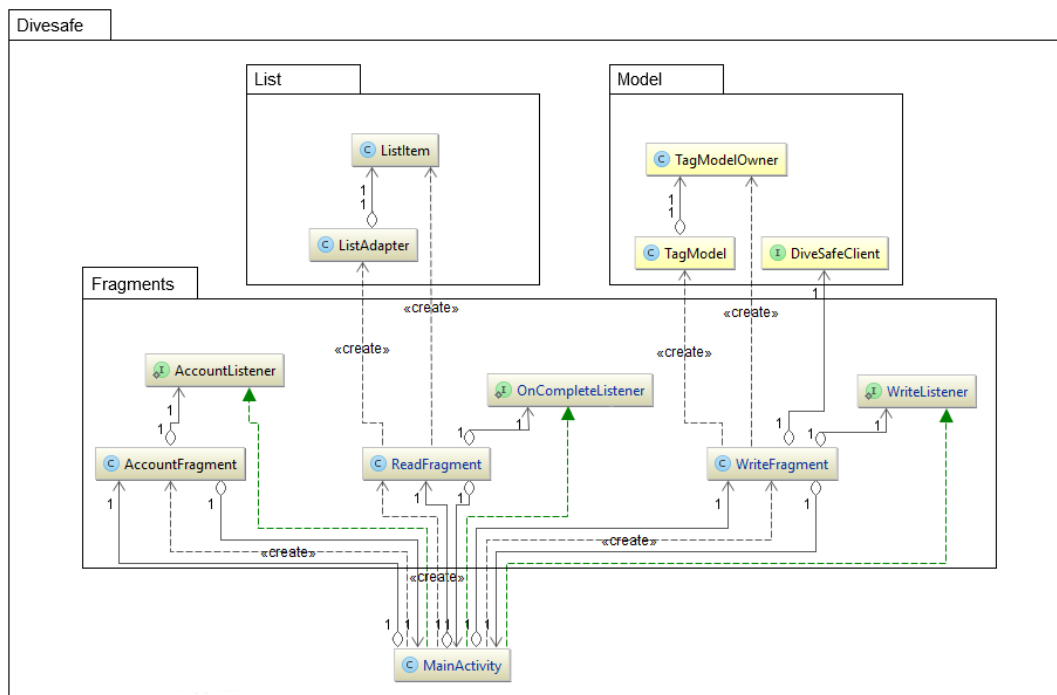 Divesafe
List
Model
C ListItem
C TagModelOwner
1
1
1
1
C ListAdapter
C TagModel
I DiveSafeClient
Fragments
1
«create»
«create»
«create»
«create»
I AccountListener
I OnCompleteListener
I WriteListener
1
1
1
1
1
1
1
C AccountFragment
C ReadFragment
C WriteFragment
1
1
1
1
1
1
«create»
«create»
«create»
1
1
1
1
1
1
C MainActivity